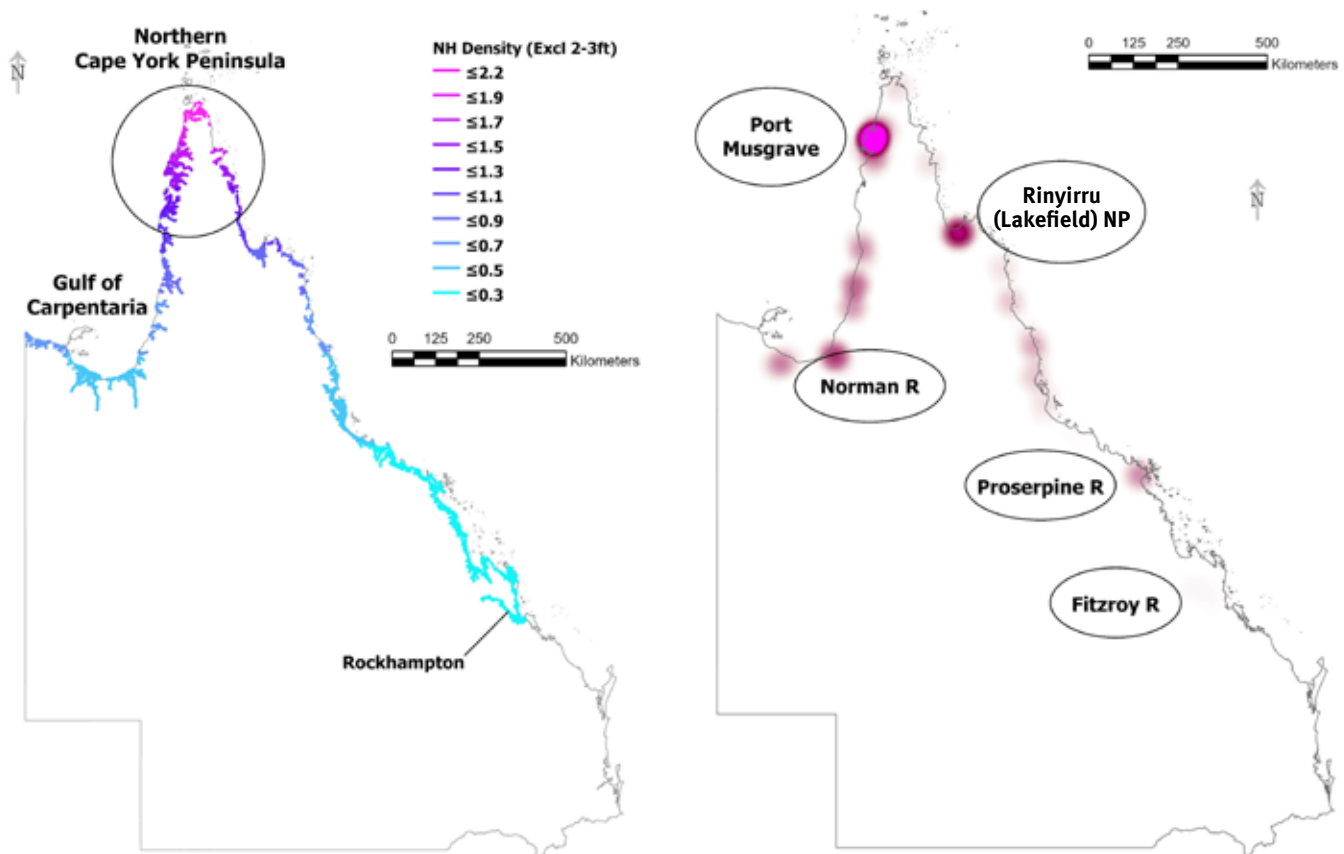 Northern
Cape York Peninsula
N
NH Density (Excl 2-3ft)
≤2.2
≤1.9
≤1.7
≤1.5
≤1.3
≤1.1
≤0.9
≤0.7
≤0.5
≤0.3
Gulf of
Carpentaria
0 125 250 500
Kilometers
Rockhampton
0 125 250 500
Kilometers
Port
Musgrave
Rinyirru
(Lakefield) NP
N
Norman R
Proserpine R
Fitzroy R